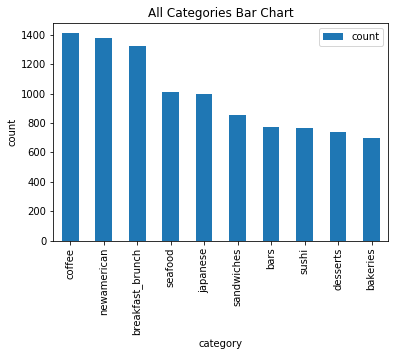 All Categories Bar Chart
count
count
1400
1200
1000
800
600
400
200
0
coffee
newamerican
breakfast_brunch
seafood
japanese
sandwiches
bars
sushi
desserts
bakeries
category